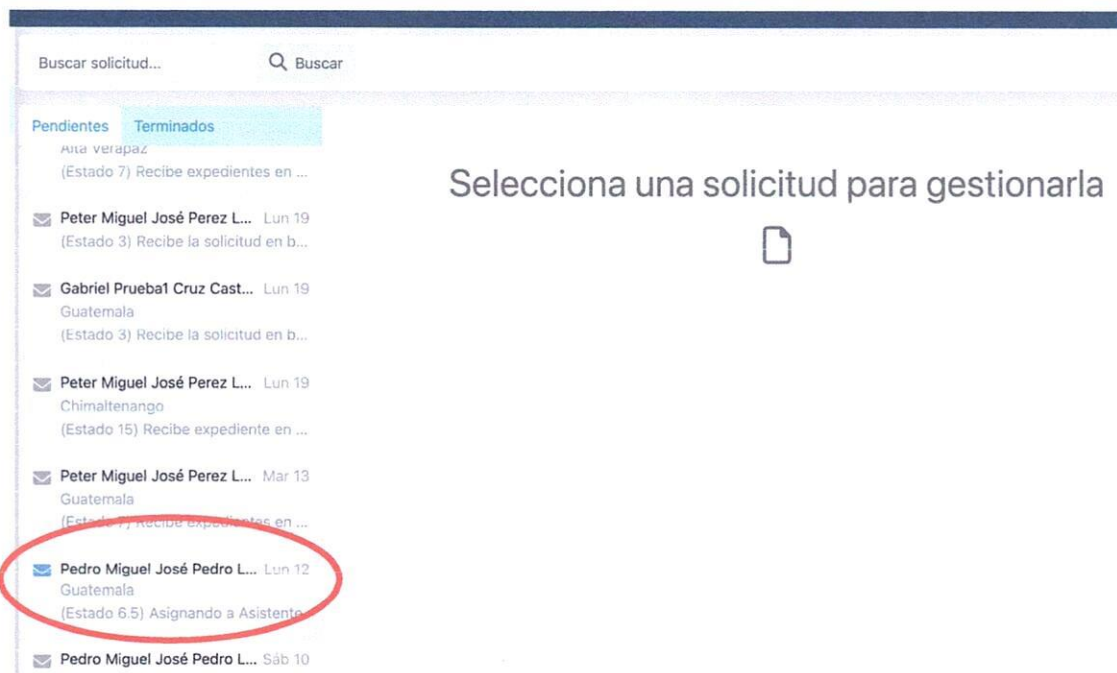 Buscar solicitud... Buscar
Pendientes Terminados
Alta Verapaz
(Estado 7) Recibe expedientes en ...
Selecciona una solicitud para gestionarla
Peter Miguel José Perez L... Lun 19
(Estado 3) Recibe la solicitud en b...
Gabriel Prueba1 Cruz Cast... Lun 19
Guatemala
(Estado 3) Recibe la solicitud en b...
Peter Miguel José Perez L... Lun 19
Chimaltenango
(Estado 15) Recibe expediente en ...
Peter Miguel José Perez L... Mar 13
Guatemala
(Estado 7) Recibe expedientes en ...
Pedro Miguel José Pedro L... Lun 12
Guatemala
(Estado 6.5) Asignando a Asistente...
Pedro Miguel José Pedro L... Sáb 10